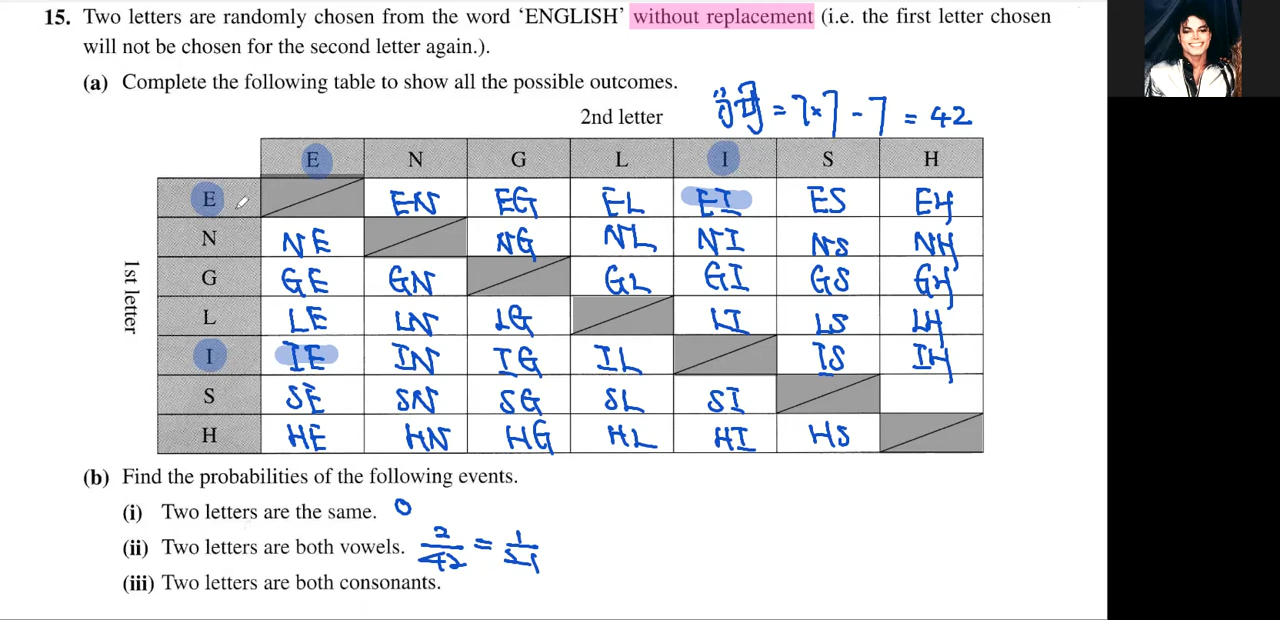 15. Two letters are randomly chosen from the word ‘ENGLISH’ without replacement (i.e. the first letter chosen
will not be chosen for the second letter again.).
(a) Complete the following table to show all the possible outcomes.
= 7×7 - 7 = 42
2nd letter
E N G L I S H
1st letter
E EN EG EL EI ES EH
N NE NG NL NI NS NH
G GE GN GL GI GS GH
L LE LN LG LI LS LH
I IE IN IG IL IS IH
S SE SN SG SL SI
H HE HN HG HL HI HS
(b) Find the probabilities of the following events.
(i) Two letters are the same. 0
(ii) Two letters are both vowels. 2/42 = 1/21
(iii) Two letters are both consonants.